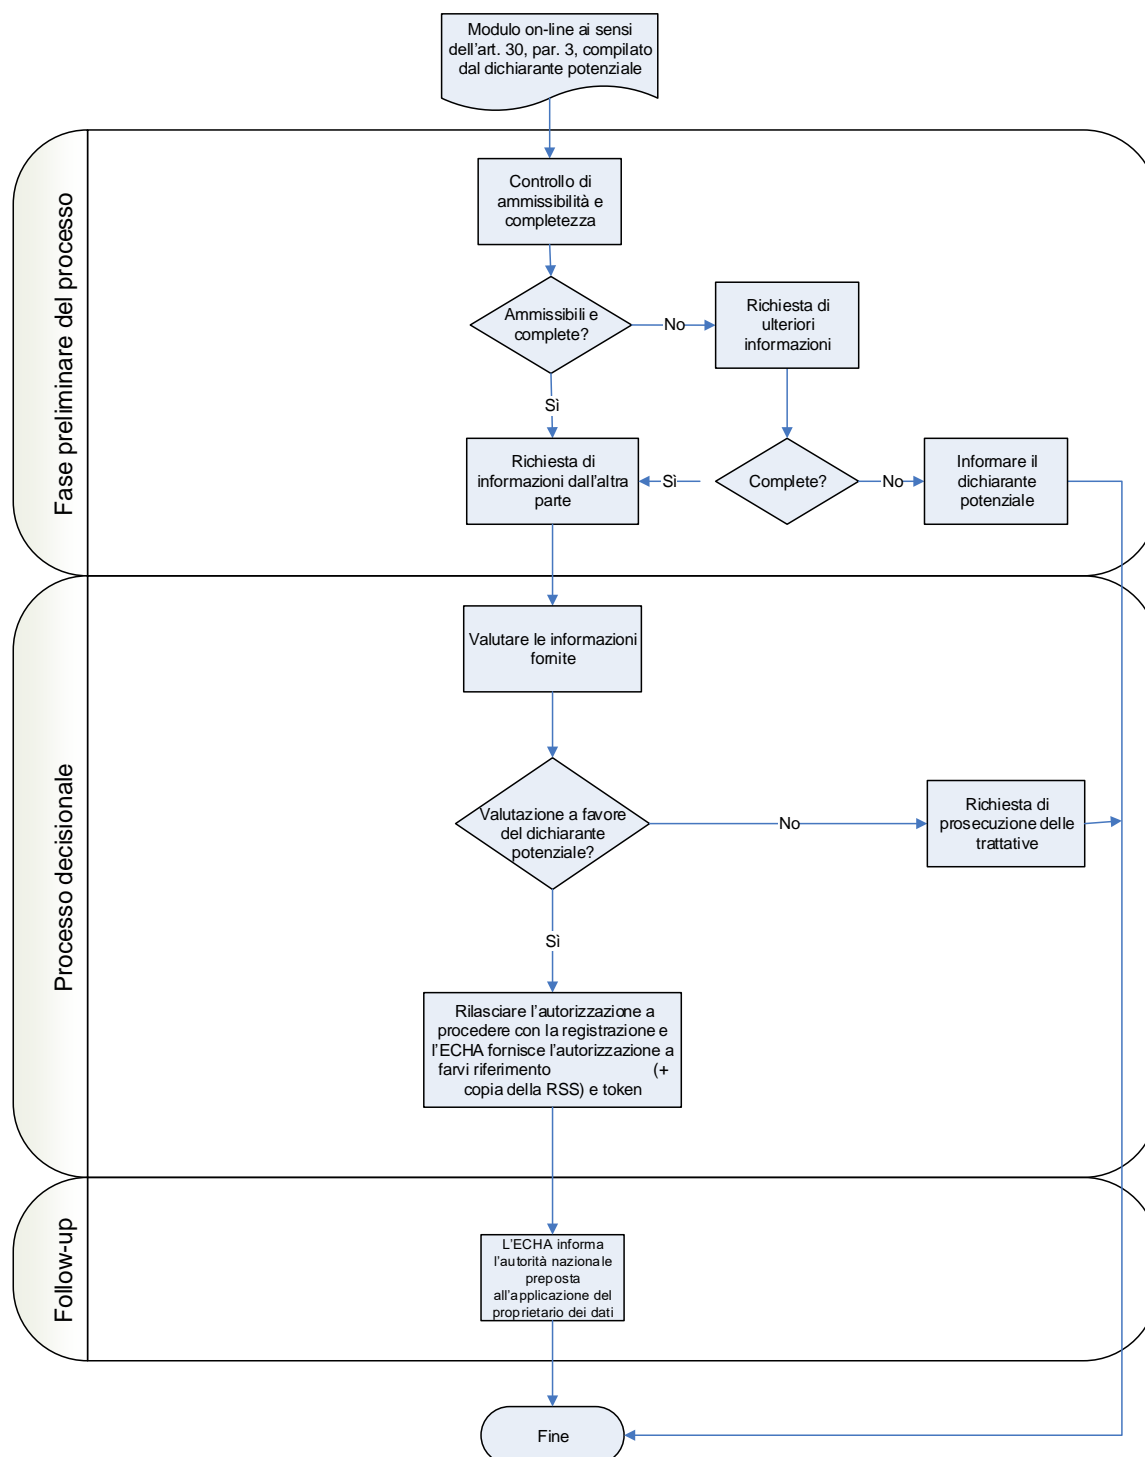 Modulo on-line ai sensi
dell'art. 30, par. 3, compilato
dal dichiarante potenziale
Fase preliminare del processo
Controllo di
ammissibilità e
completezza
Ammissibili e
complete?
No
Richiesta di
ulteriori
informazioni
Sì
Richiesta di
informazioni dall'altra
parte
Sì
Complete?
No
Informare il
dichiarante
potenziale
Processo decisionale
Valutare le informazioni
fornite
Valutazione a favore
del dichiarante
potenziale?
No
Richiesta di
prosecuzione delle
trattative
Sì
Rilasciare l'autorizzazione a
procedere con la registrazione e
l'ECHA fornisce l'autorizzazione a
farvi riferimento (+
copia della RSS) e token
Follow-up
L'ECHA informa
l'autorità nazionale
preposta
all'applicazione del
proprietario dei dati
Fine